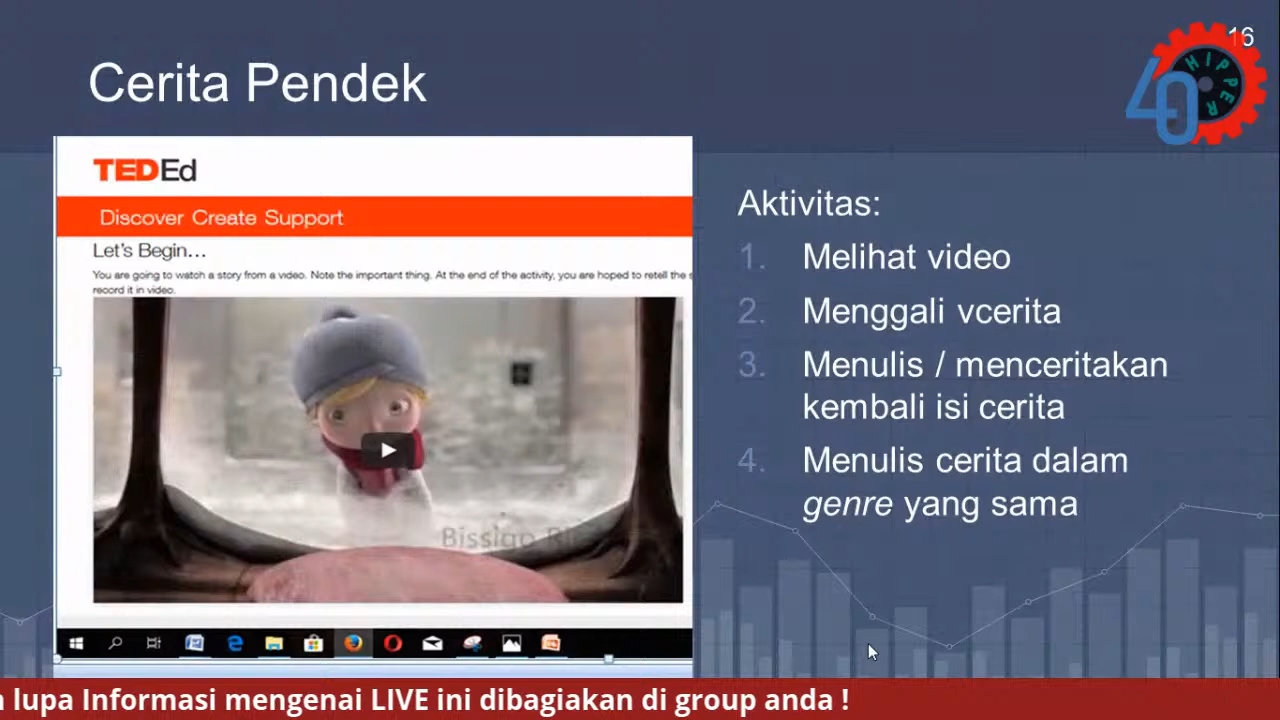 16
Cerita Pendek
40
HIPPER
TEDEd
Discover Create Support
Let's Begin...
You are going to watch a story from a video. Note the important thing. At the end of the activity, you are hoped to retell the s
record it in video.
Aktivitas:
1. Melihat video
2. Menggali vcerita
3. Menulis / menceritakan
kembali isi cerita
4. Menulis cerita dalam
genre yang sama
lupa Informasi mengenai LIVE ini dibagiakan di group anda !